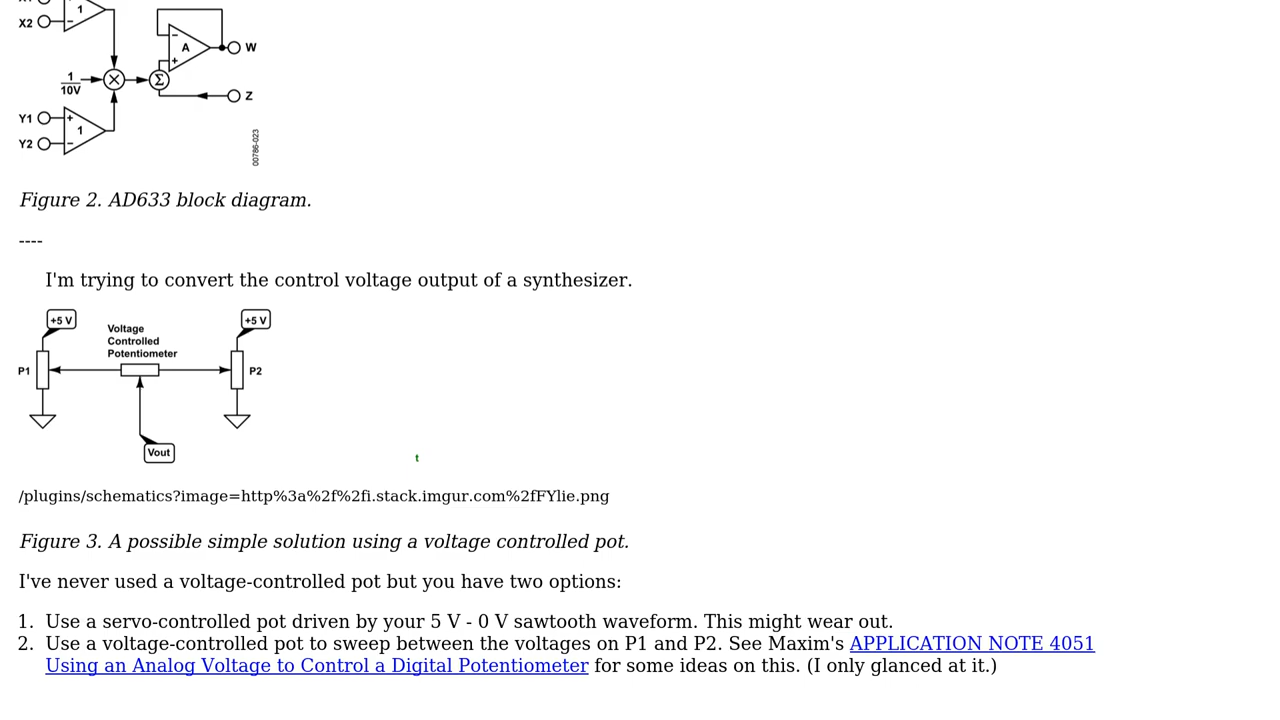 X2
1
A
W
1
10V
Σ
Z
Y1
1
Y2
00786-023
Figure 2. AD633 block diagram.
----
I'm trying to convert the control voltage output of a synthesizer.
+5 V
+5 V
Voltage
Controlled
Potentiometer
P1
P2
Vout
t
/plugins/schematics?image=http%3a%2f%2fi.stack.imgur.com%2fFYlie.png
Figure 3. A possible simple solution using a voltage controlled pot.
I've never used a voltage-controlled pot but you have two options:
1. Use a servo-controlled pot driven by your 5 V - 0 V sawtooth waveform. This might wear out.
2. Use a voltage-controlled pot to sweep between the voltages on P1 and P2. See Maxim's APPLICATION NOTE 4051
Using an Analog Voltage to Control a Digital Potentiometer for some ideas on this. (I only glanced at it.)